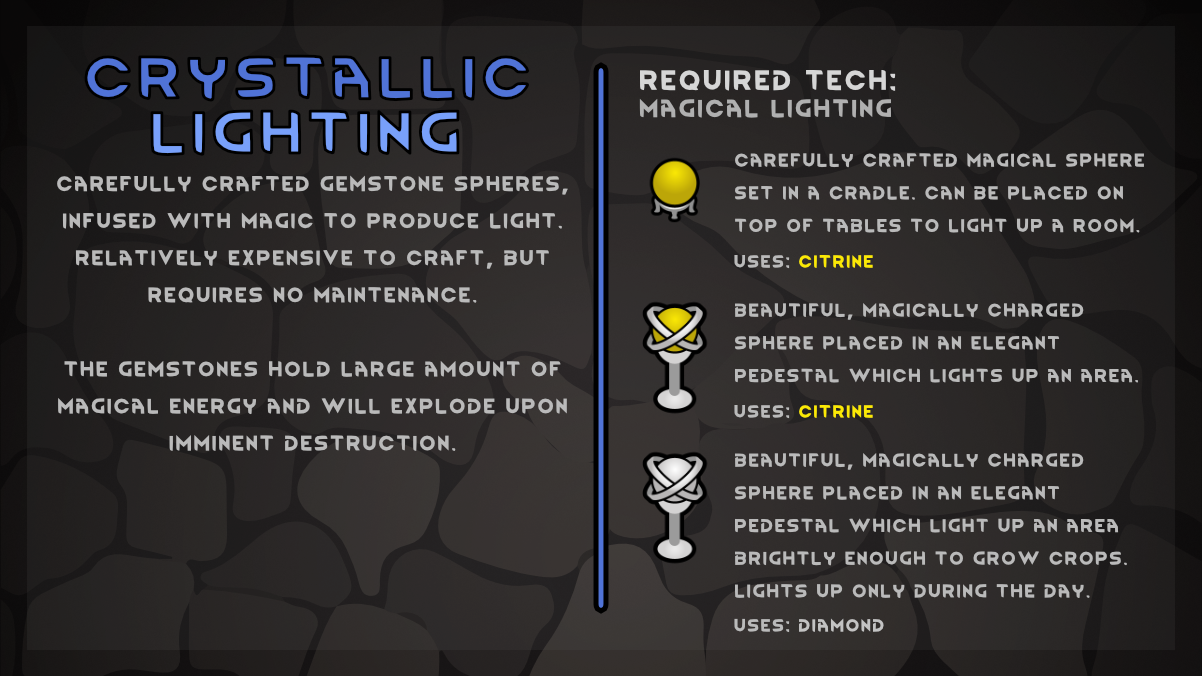 CRYSTALLIC
LIGHTING
CAREFULLY CRAFTED GEMSTONE SPHERES,
INFUSED WITH MAGIC TO PRODUCE LIGHT.
RELATIVELY EXPENSIVE TO CRAFT, BUT
REQUIRES NO MAINTENANCE.
THE GEMSTONES HOLD LARGE AMOUNT OF
MAGICAL ENERGY AND WILL EXPLODE UPON
IMMINENT DESTRUCTION.
REQUIRED TECH:
MAGICAL LIGHTING
CAREFULLY CRAFTED MAGICAL SPHERE
SET IN A CRADLE. CAN BE PLACED ON
TOP OF TABLES TO LIGHT UP A ROOM.
USES: CITRINE
BEAUTIFUL, MAGICALLY CHARGED
SPHERE PLACED IN AN ELEGANT
PEDESTAL WHICH LIGHTS UP AN AREA.
USES: CITRINE
BEAUTIFUL, MAGICALLY CHARGED
SPHERE PLACED IN AN ELEGANT
PEDESTAL WHICH LIGHT UP AN AREA
BRIGHTLY ENOUGH TO GROW CROPS.
LIGHTS UP ONLY DURING THE DAY.
USES: DIAMOND